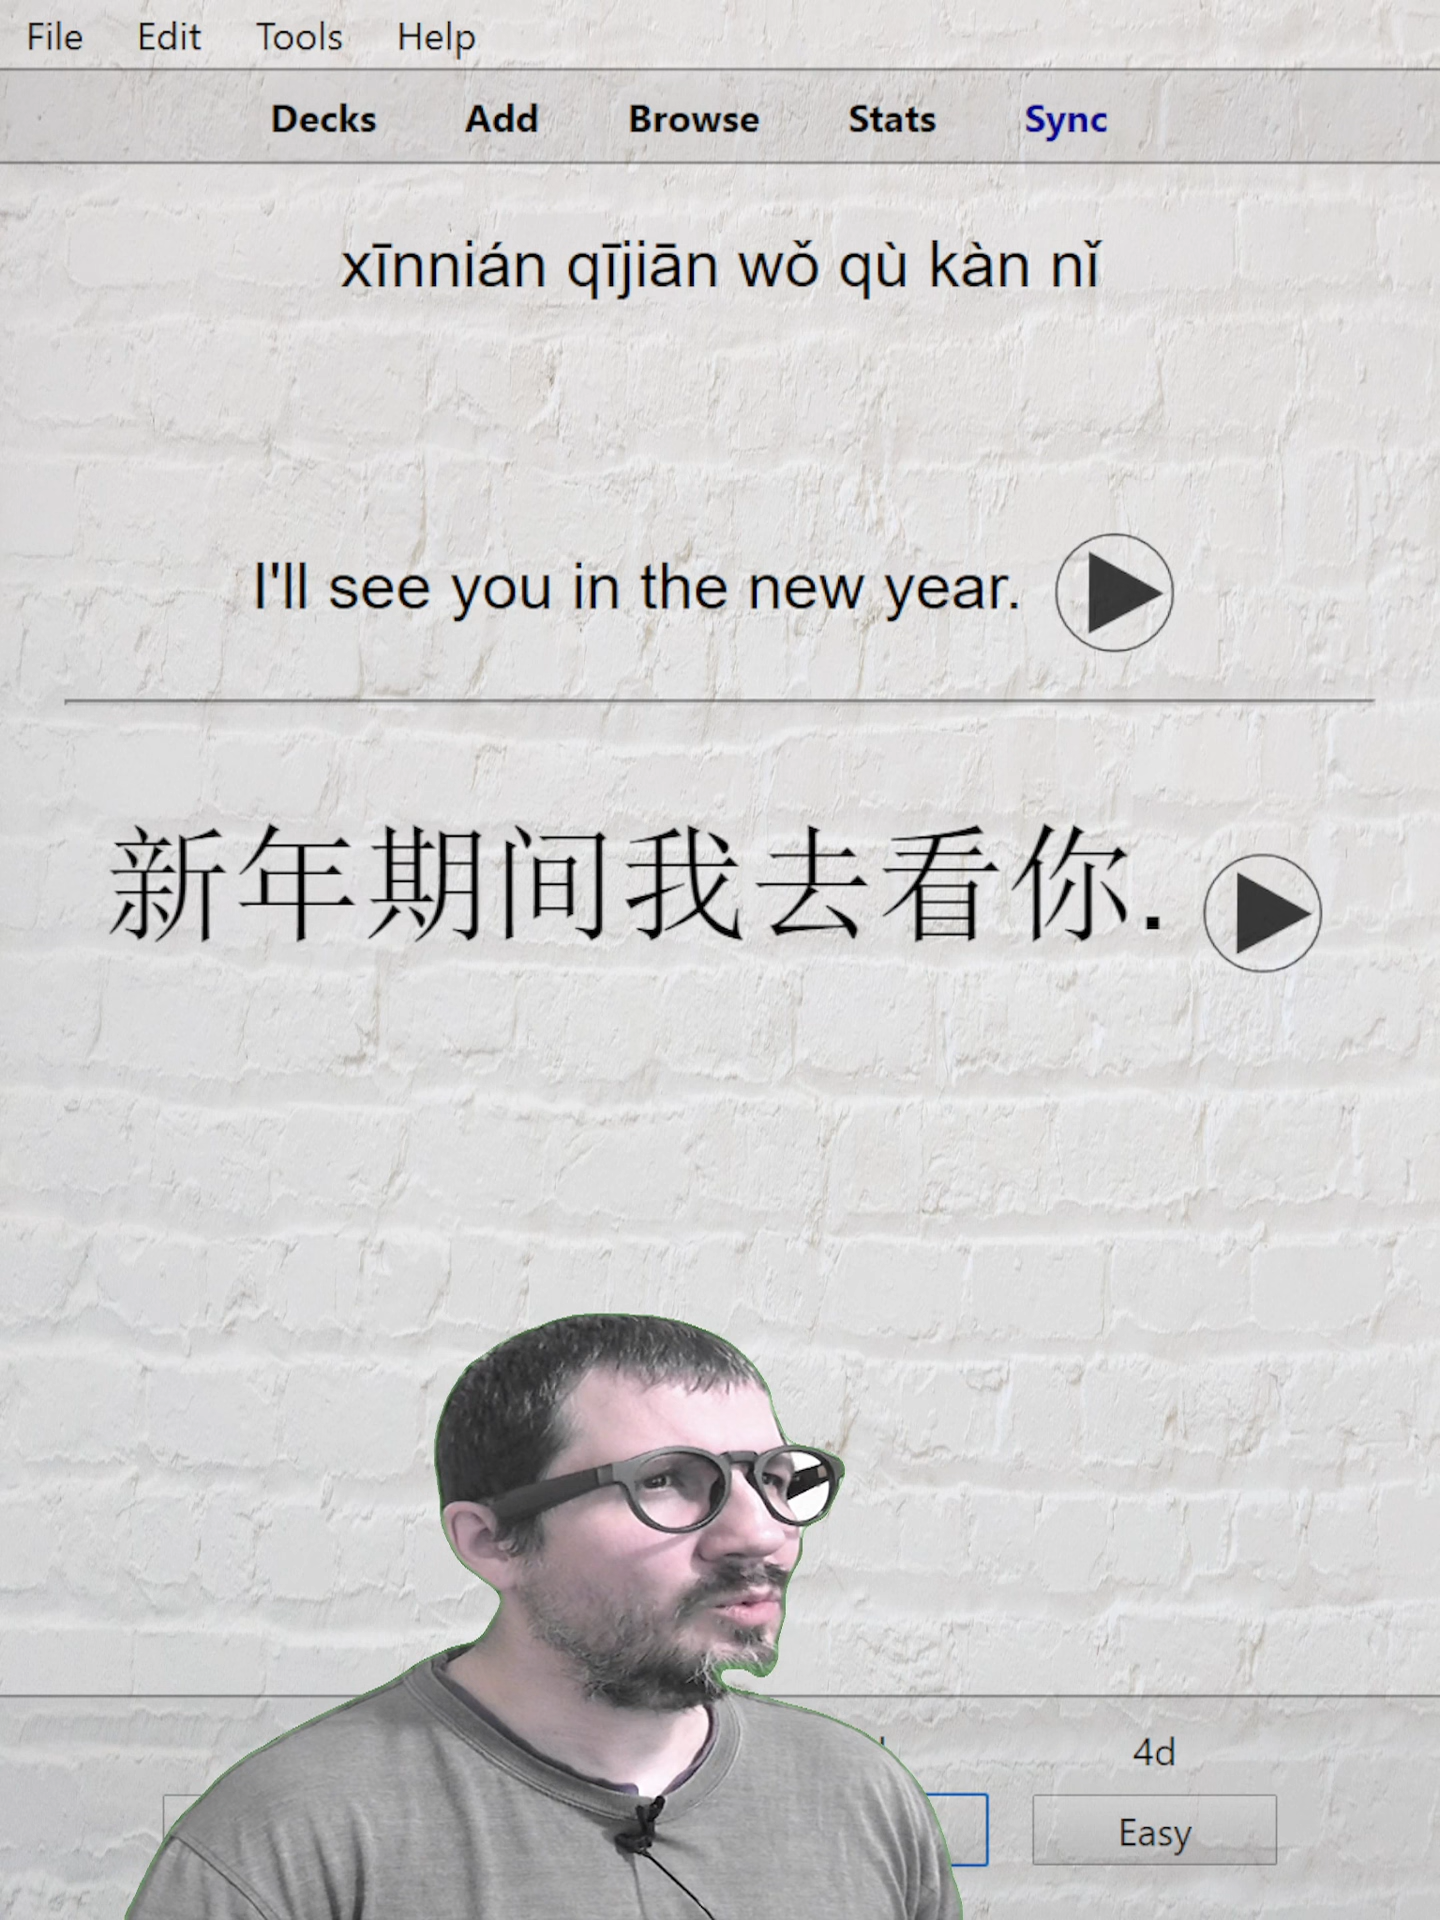 File Edit Tools Help
Decks Add Browse Stats Sync
xīnnián qījiān wǒ qù kàn nǐ
I'll see you in the new year.
新年期间我去看你.
4d
Easy